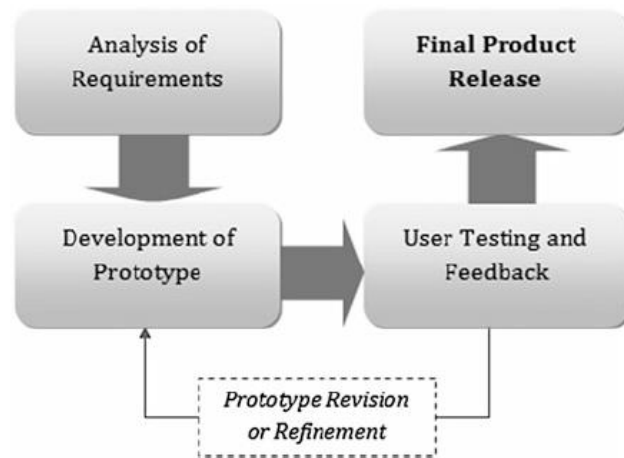 Analysis of
Requirements
Final Product
Release
Development of
Prototype
User Testing and
Feedback
Prototype Revision
or Refinement